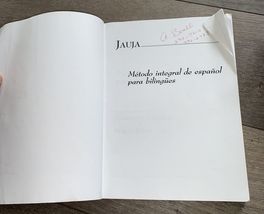 JAUJA
Método integral de español
para bilingües